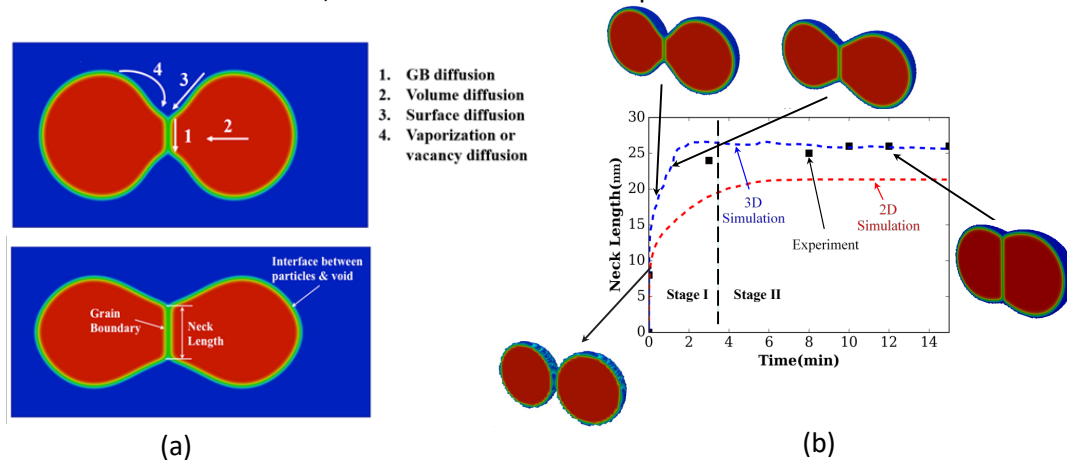 4
3
1
2
1. GB diffusion
2. Volume diffusion
3. Surface diffusion
4. Vaporization or
vacancy diffusion
Interface between
particles & void
Grain
Boundary
Neck
Length
(a)
Neck Length(nm)
30
25
20
15
10
5
0
3D
Simulation
2D
Simulation
Experiment
Stage I
Stage II
0
2
4
6
8
10
12
14
Time(min)
(b)